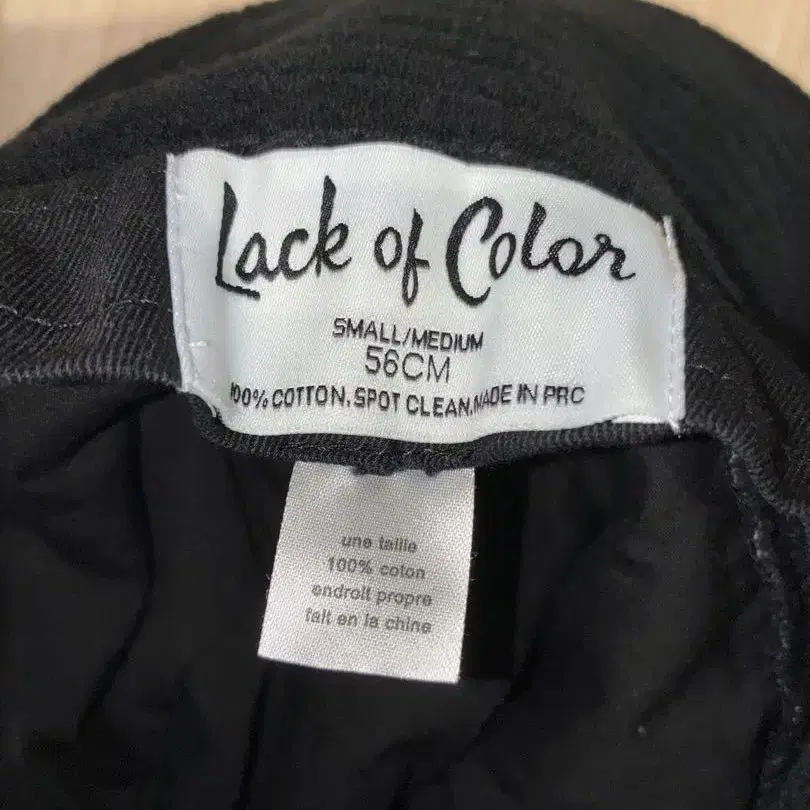 Lack of Color
SMALL/MEDIUM
56CM
100% COTTON.SPOT CLEAN.MADE IN PRC
une taille
100% coton
endroit propre
fait en la chine